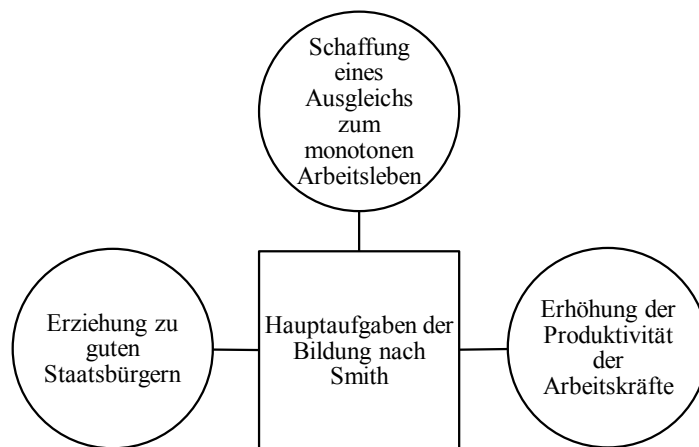 Schaffung
eines
Ausgleichs
zum
monotonen
Arbeitsleben
Erziehung zu
guten
Staatsbürgern
Hauptaufgaben der
Bildung nach
Smith
Erhöhung der
Produktivität
der
Arbeitskräfte